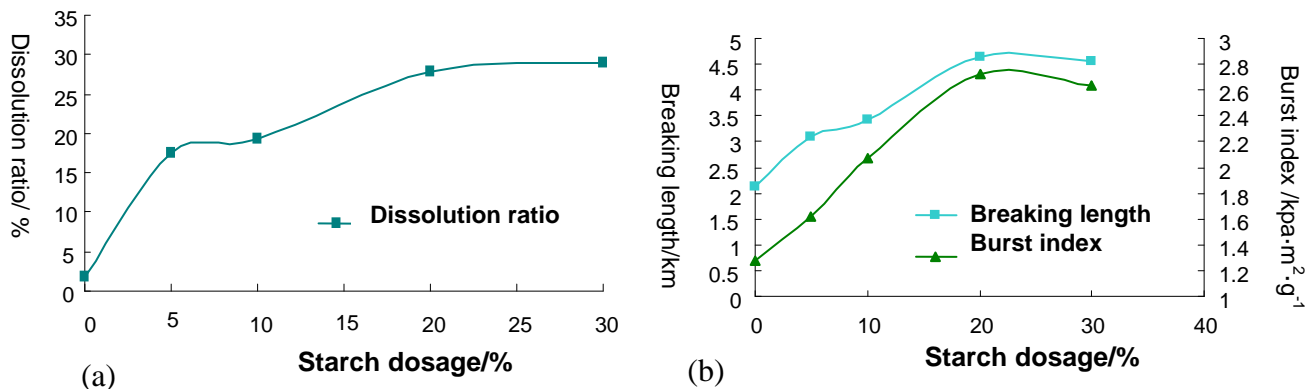 35
30
25
20
15
10
5
0
Dissolution ratio/ %
Dissolution ratio
0 5 10 15 20 25 30
Starch dosage/%
(a)
5
4.5
4
3.5
3
2.5
2
1.5
1
0.5
0
Breaking length/km
Breaking length
Burst index
3
2.8
2.6
2.4
2.2
2
1.8
1.6
1.4
1.2
1
Burst index /kpa·m²·g⁻¹
0 10 20 30 40
Starch dosage/%
(b)